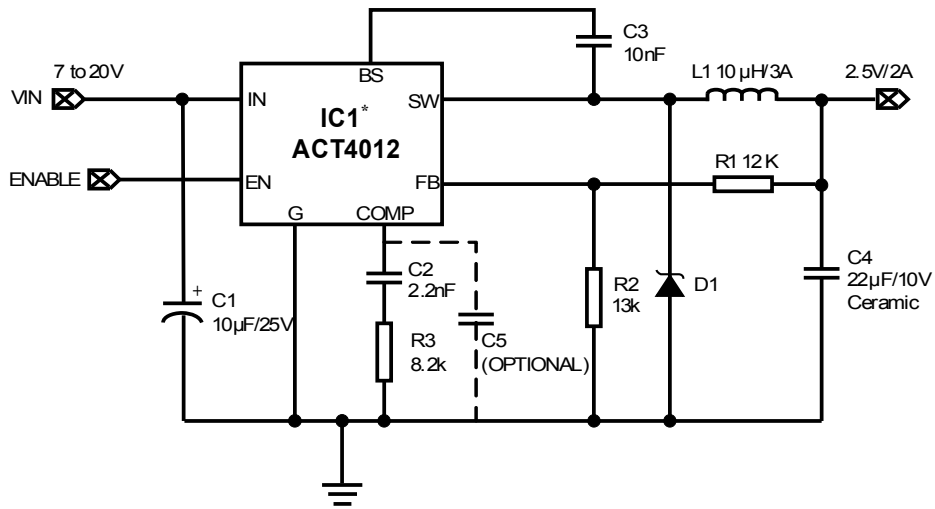 C3
10nF
7 to 20V
BS
L1 10 µH/3A
2.5V/2A
VIN
IN
SW
IC1*
ACT4012
R1 12 K
ENABLE
EN
FB
G
COMP
C4
22µF/10V
Ceramic
C2
2.2nF
R2
13k
D1
+
C1
10µF/25V
R3
8.2k
C5
(OPTIONAL)